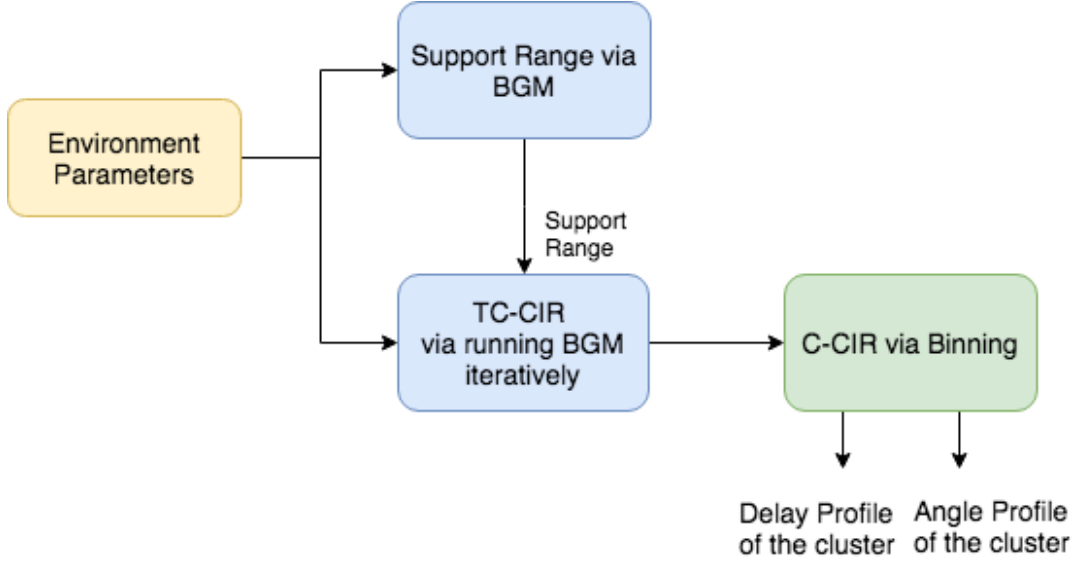 Support Range via
BGM
Environment
Parameters
Support
Range
TC-CIR
via running BGM
iteratively
C-CIR via Binning
Delay Profile
of the cluster
Angle Profile
of the cluster